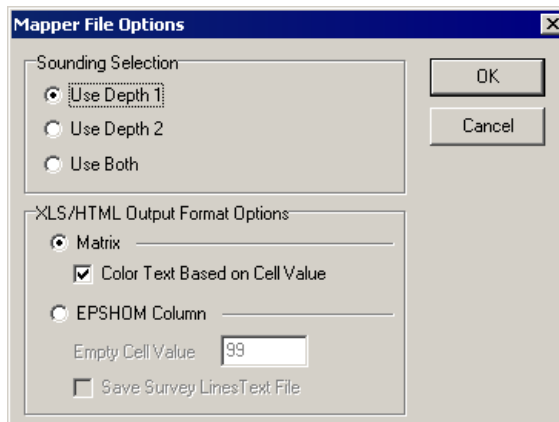 Mapper File Options
Sounding Selection
Use Depth 1
Use Depth 2
Use Both
OK
Cancel
XLS/HTML Output Format Options
Matrix
Color Text Based on Cell Value
EPSHOM Column
Empty Cell Value 99
Save Survey LinesText File